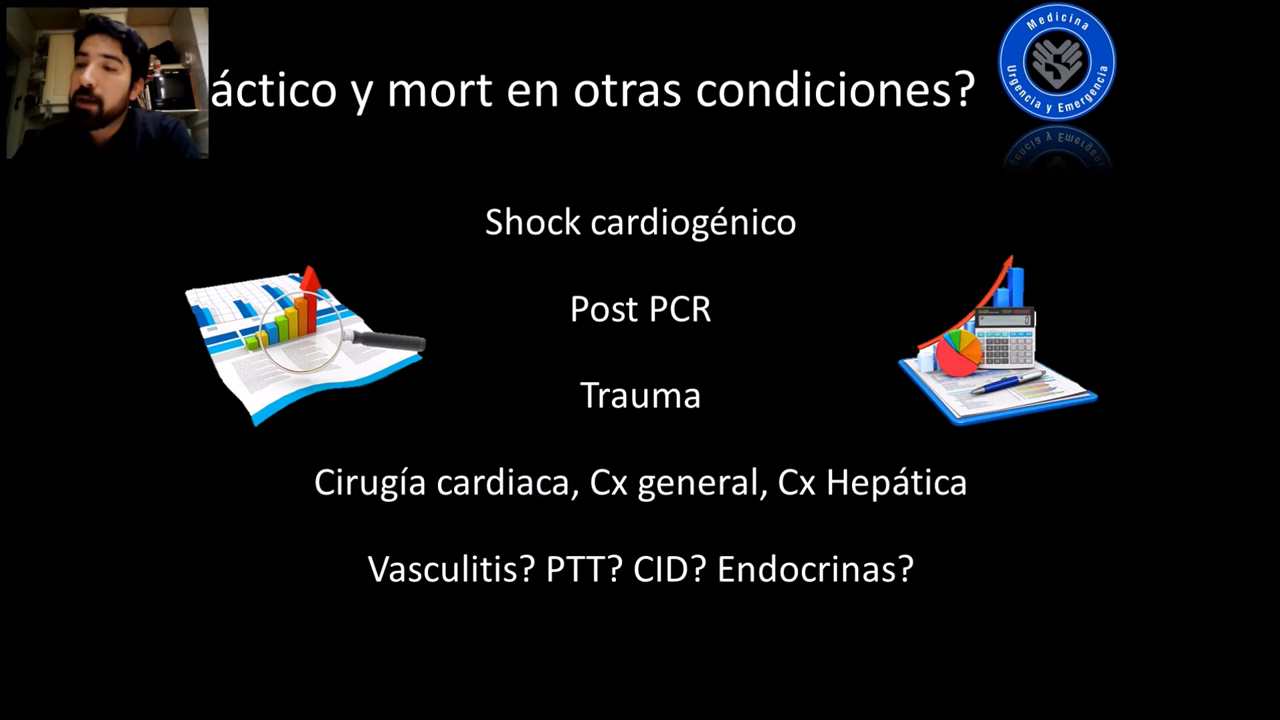 áctico y mort en otras condiciones?
Medicina
Urgencia y Emergencia
Shock cardiogénico
Post PCR
Trauma
Cirugía cardiaca, Cx general, Cx Hepática
Vasculitis? PTT? CID? Endocrinas?